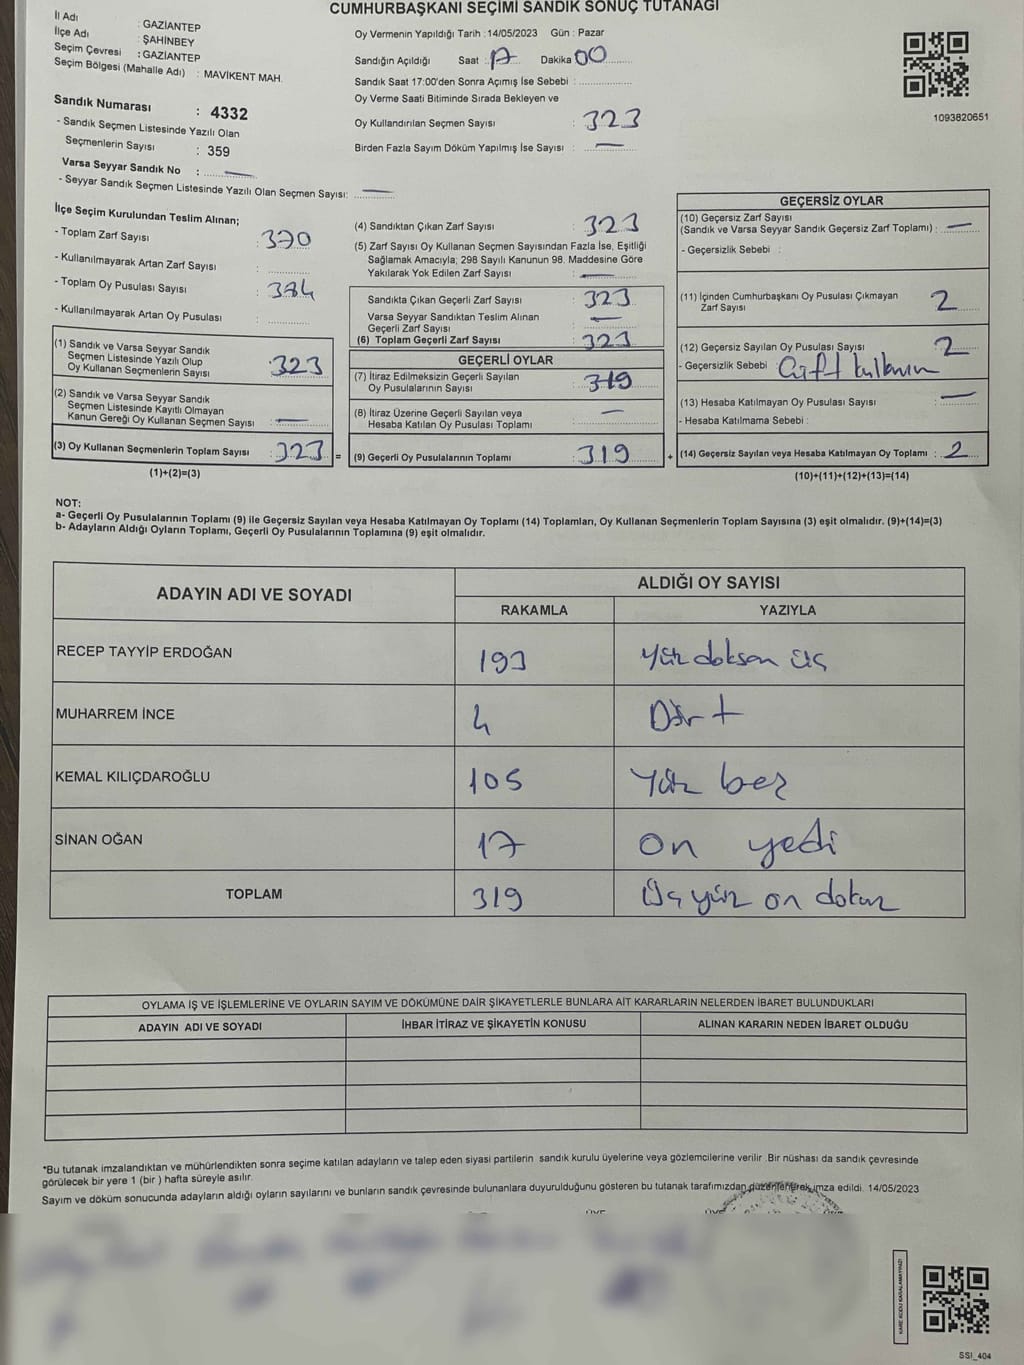 CUMHURBAŞKANI SEÇİMİ SANDIK SONUÇ TUTANAĞI
İl Adı : GAZİANTEP
İlçe Adı : ŞAHİNBEY
Seçim Çevresi : GAZİANTEP
Seçim Bölgesi (Mahalle Adı) : MAVİKENT MAH.
Sandık Numarası : 4332
- Sandık Seçmen Listesinde Yazılı Olan
Seçmenlerin Sayısı : 359
Varsa Seyyar Sandık No : —
- Seyyar Sandık Seçmen Listesinde Yazılı Olan Seçmen Sayısı: —
Oy Vermenin Yapıldığı Tarih :14/05/2023 Gün : Pazar
Sandığın Açıldığı Saat : 17 Dakika 00
Sandık Saat 17:00'den Sonra Açımış İse Sebebi :
Oy Verme Saati Bitiminde Sırada Bekleyen ve
Oy Kullandırılan Seçmen Sayısı : 323
Birden Fazla Sayım Döküm Yapılmış İse Sayısı : —
1093820651
İlçe Seçim Kurulundan Teslim Alınan;
- Toplam Zarf Sayısı : 370
- Kullanılmayarak Artan Zarf Sayısı :
- Toplam Oy Pusulası Sayısı : 384
- Kullanılmayarak Artan Oy Pusulası :
(1) Sandık ve Varsa Seyyar Sandık
Seçmen Listesinde Yazılı Olup
Oy Kullanan Seçmenlerin Sayısı : 323
(2) Sandık ve Varsa Seyyar Sandık
Seçmen Listesinde Kayıtlı Olmayan
Kanun Gereği Oy Kullanan Seçmen Sayısı : —
(3) Oy Kullanan Seçmenlerin Toplam Sayısı : 323 =
(1)+(2)=(3)
(4) Sandıktan Çıkan Zarf Sayısı : 323
(5) Zarf Sayısı Oy Kullanan Seçmen Sayısından Fazla İse, Eşitliği
Sağlamak Amacıyla; 298 Sayılı Kanunun 98. Maddesine Göre
Yakılarak Yok Edilen Zarf Sayısı : —
Sandıkta Çıkan Geçerli Zarf Sayısı : 323
Varsa Seyyar Sandıktan Teslim Alınan
Geçerli Zarf Sayısı : —
(6) Toplam Geçerli Zarf Sayısı : 323
GEÇERLİ OYLAR
(7) İtiraz Edilmeksizin Geçerli Sayılan
Oy Pusulalarının Sayısı : 319
(8) İtiraz Üzerine Geçerli Sayılan veya
Hesaba Katılan Oy Pusulası Toplamı : —
(9) Geçerli Oy Pusulalarının Toplamı : 319 +
GEÇERSİZ OYLAR
(10) Geçersiz Zarf Sayısı
(Sandık ve Varsa Seyyar Sandık Geçersiz Zarf Toplamı) : —
- Geçersizlik Sebebi :
(11) İçinden Cumhurbaşkanı Oy Pusulası Çıkmayan
Zarf Sayısı : 2
(12) Geçersiz Sayılan Oy Pusulası Sayısı : 2
- Geçersizlik Sebebi : Çift kullanım
(13) Hesaba Katılmayan Oy Pusulası Sayısı : —
- Hesaba Katılmama Sebebi :
(14) Geçersiz Sayılan veya Hesaba Katılmayan Oy Toplamı : 2
(10)+(11)+(12)+(13)=(14)
NOT:
a- Geçerli Oy Pusulalarının Toplamı (9) ile Geçersiz Sayılan veya Hesaba Katılmayan Oy Toplamı (14) Toplamları, Oy Kullanan Seçmenlerin Toplam Sayısına (3) eşit olmalıdır. (9)+(14)=(3)
b- Adayların Aldığı Oyların Toplamı, Geçerli Oy Pusulalarının Toplamına (9) eşit olmalıdır.
ADAYIN ADI VE SOYADI ALDIĞI OY SAYISI
RAKAMLA YAZIYLA
RECEP TAYYİP ERDOĞAN 193 Yüz doksan üç
MUHARREM İNCE 4 Dört
KEMAL KILIÇDAROĞLU 105 Yüz beş
SİNAN OĞAN 17 On yedi
TOPLAM 319 Üç yüz on dokuz
OYLAMA İŞ VE İŞLEMLERİNE VE OYLARIN SAYIM VE DÖKÜMÜNE DAİR ŞİKAYETLERLE BUNLARA AİT KARARLARIN NELERDEN İBARET BULUNDUKLARI
ADAYIN ADI VE SOYADI İHBAR İTİRAZ VE ŞİKAYETİN KONUSU ALINAN KARARIN NEDEN İBARET OLDUĞU
*Bu tutanak imzalandıktan ve mühürlendikten sonra seçime katılan adayların ve talep eden siyasi partilerin sandık kurulu üyelerine veya gözlemcilerine verilir .Bir nüshası da sandık çevresinde
görülecek bir yere 1 (bir ) hafta süreyle asılır.
Sayım ve döküm sonucunda adayların aldığı oyların sayılarını ve bunların sandık çevresinde bulunanlara duyurulduğunu gösteren bu tutanak tarafımızdan düzenlenerek imza edildi. 14/05/2023
KARE KODU KARALAMAYINIZ!
SSI_404